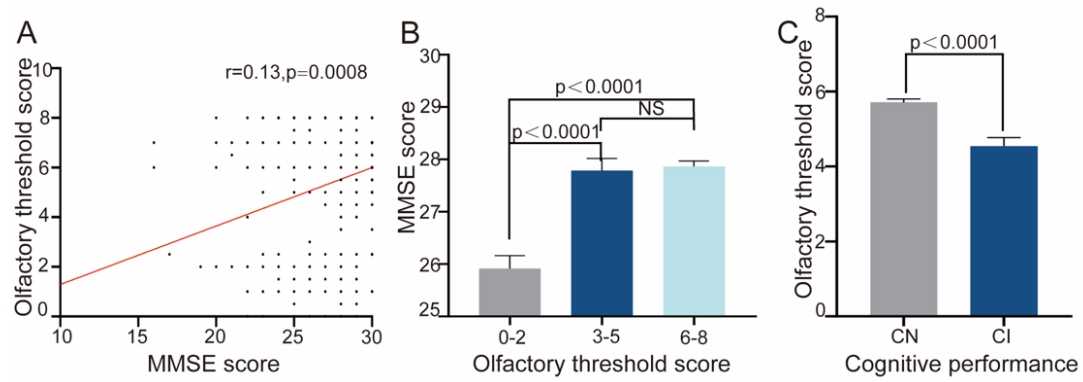 A
Olfactory threshold score
10
8
6
4
2
0
r=0.13,p=0.0008
10 15 20 25 30
MMSE score
B
MMSE score
30
29
28
27
26
25
p<0.0001
NS
p<0.0001
0-2 3-5 6-8
Olfactory threshold score
C
Olfactory threshold score
8
6
4
2
0
p<0.0001
CN CI
Cognitive performance